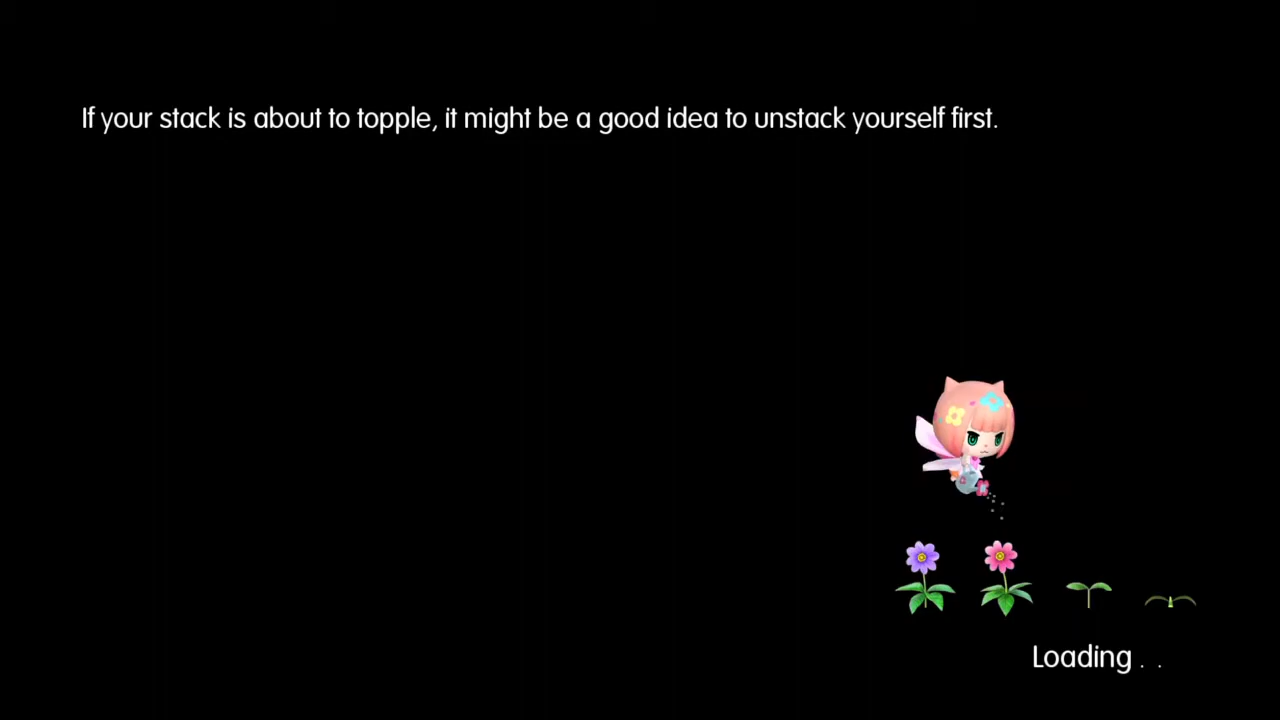 If your stack is about to topple, it might be a good idea to unstack yourself first.
Loading . .